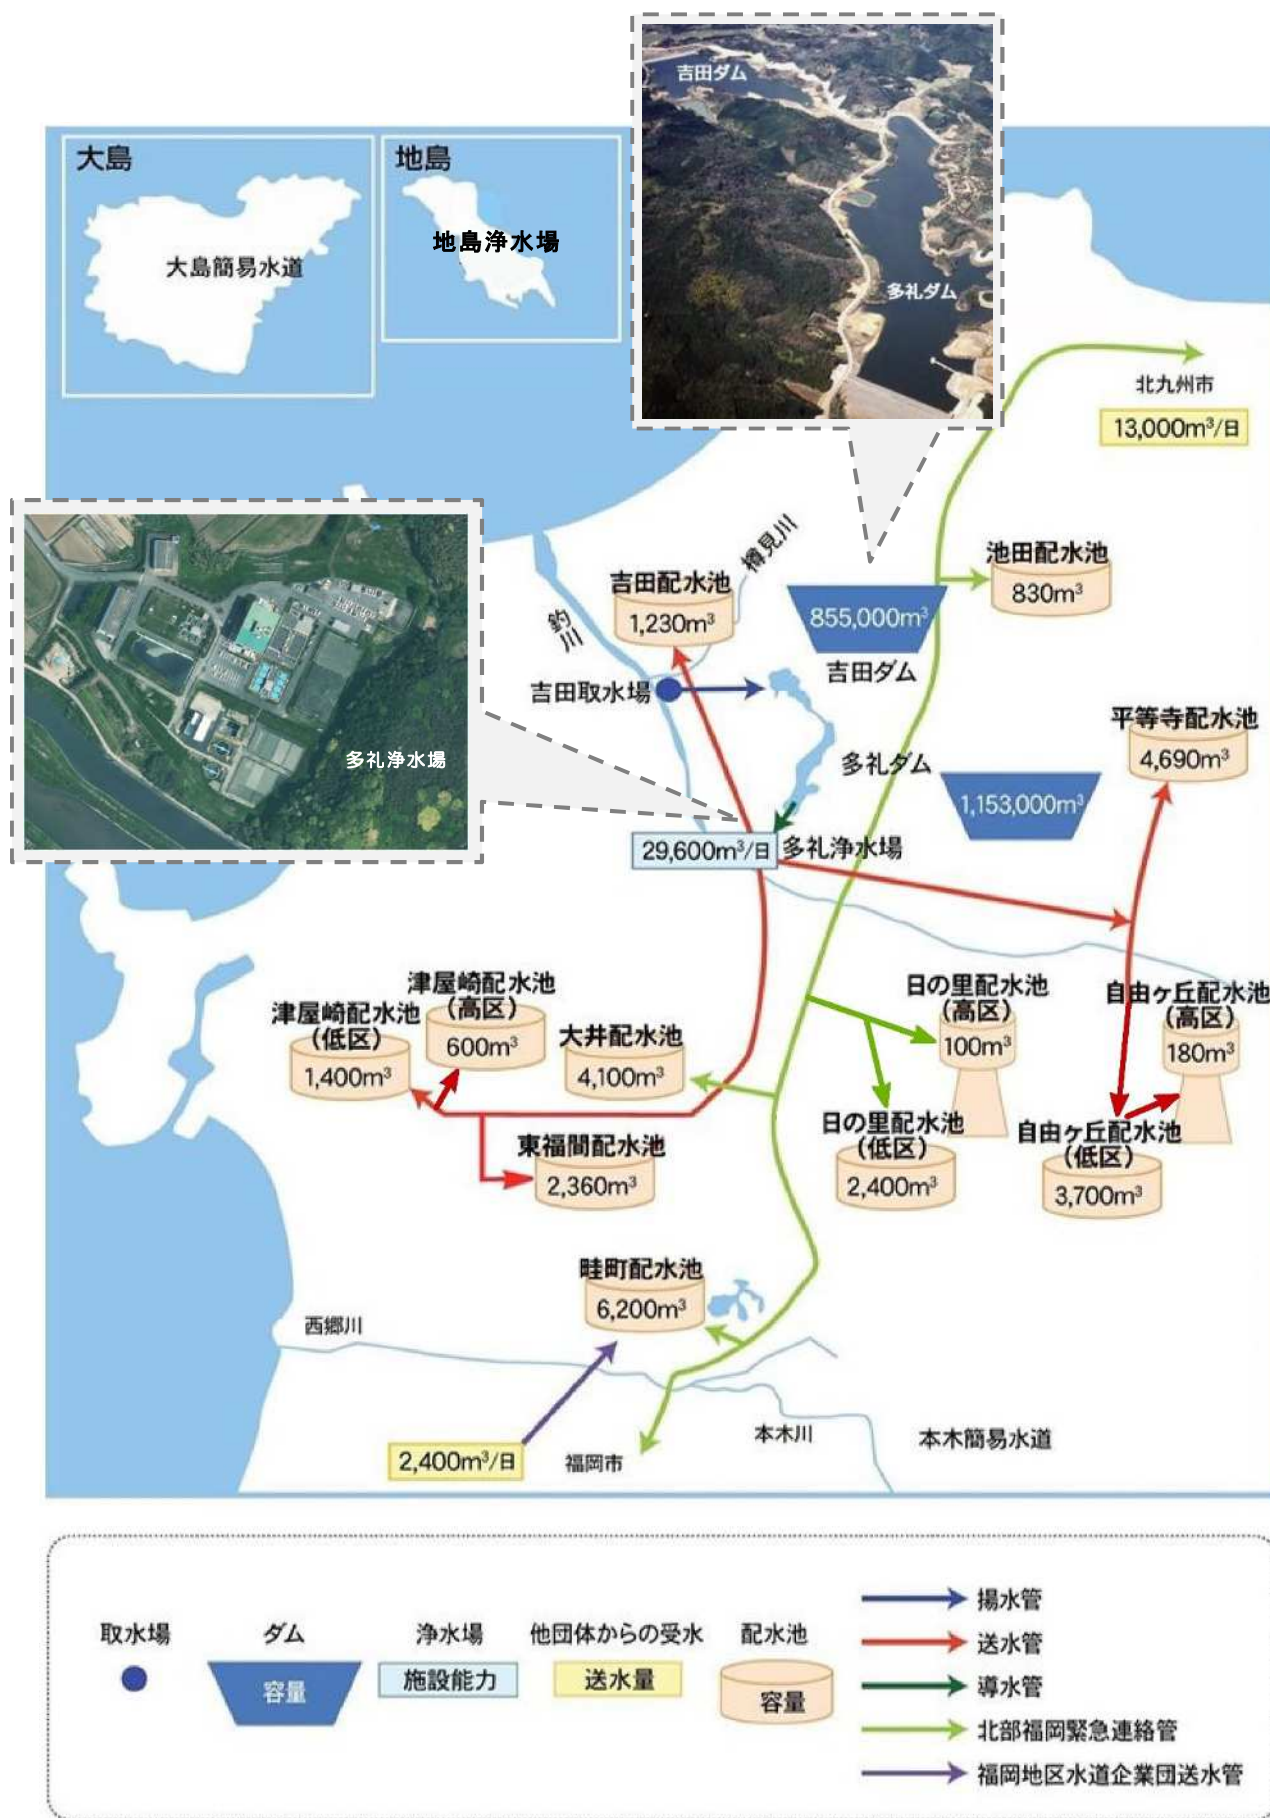 吉田ダム
多礼ダム
大島
大島簡易水道
地島
地島浄水場
北九州市
13,000m³/日
多礼浄水場
樽見川
釣川
吉田配水池
1,230m³
池田配水池
830m³
855,000m³
吉田ダム
吉田取水場
平等寺配水池
4,690m³
多礼ダム
1,153,000m³
29,600m³/日
多礼浄水場
津屋崎配水池
(高区)
600m³
津屋崎配水池
(低区)
1,400m³
大井配水池
4,100m³
日の里配水池
(高区)
100m³
自由ヶ丘配水池
(高区)
180m³
東福間配水池
2,360m³
日の里配水池
(低区)
2,400m³
自由ヶ丘配水池
(低区)
3,700m³
畦町配水池
6,200m³
西郷川
2,400m³/日
福岡市
本木川
本木簡易水道
取水場
ダム
容量
浄水場
施設能力
他団体からの受水
送水量
配水池
容量
揚水管
送水管
導水管
北部福岡緊急連絡管
福岡地区水道企業団送水管